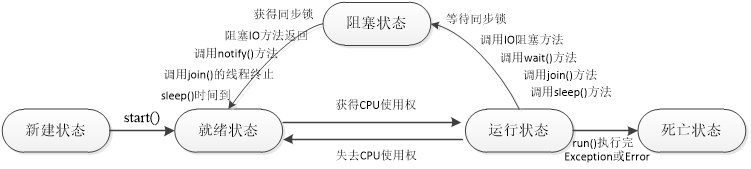 获得同步锁
阻塞状态
等待同步锁
阻塞IO方法返回
调用notify()方法
调用join()的线程终止
sleep()时间到
调用IO阻塞方法
调用wait()方法
调用join()方法
调用sleep()方法
新建状态
start()
就绪状态
获得CPU使用权
失去CPU使用权
运行状态
run()执行完
Exception或Error
死亡状态